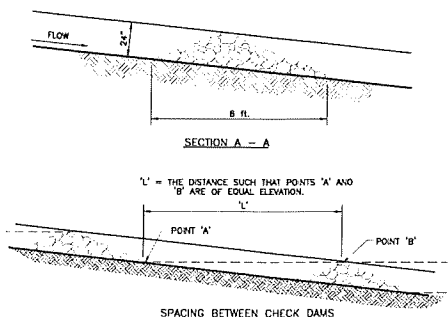 FLOW
24"
6 ft.
SECTION A - A
'L' = THE DISTANCE SUCH THAT POINTS 'A' AND
'B' ARE OF EQUAL ELEVATION.
'L'
POINT 'A'
POINT 'B'
SPACING BETWEEN CHECK DAMS